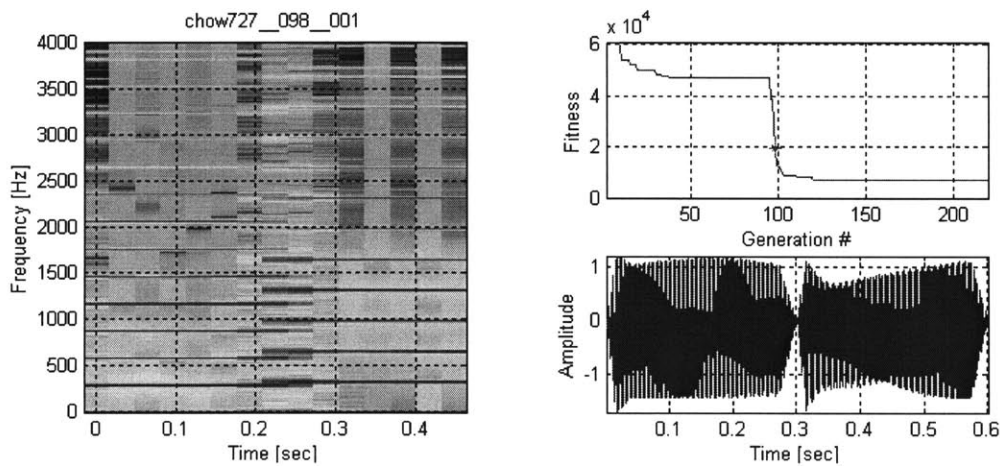 chow727__098__001
4000
3500
3000
2500
2000
1500
1000
500
0
Frequency [Hz]
0 0.1 0.2 0.3 0.4
Time [sec]
x 10^4
6
4
2
0
Fitness
50 100 150 200
Generation #
1
0
-1
Amplitude
0.1 0.2 0.3 0.4 0.5 0.6
Time [sec]